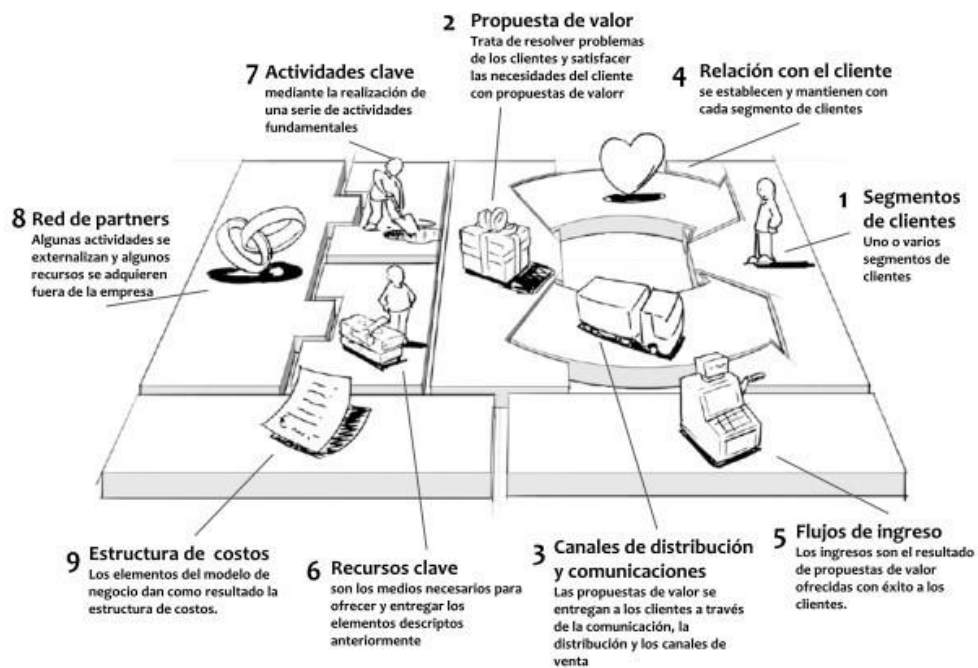 2 Propuesta de valor
Trata de resolver problemas
de los clientes y satisfacer
las necesidades del cliente
con propuestas de valorr
7 Actividades clave
mediante la realización de
una serie de actividades
fundamentales
4 Relación con el cliente
se establecen y mantienen con
cada segmento de clientes
8 Red de partners
Algunas actividades se
externalizan y algunos
recursos se adquieren
fuera de la empresa
1 Segmentos
de clientes
Uno o varios
segmentos de
clientes
9 Estructura de costos
Los elementos del modelo de
negocio dan como resultado la
estructura de costos.
6 Recursos clave
son los medios necesarios para
ofrecer y entregar los
elementos descriptos
anteriormente
3 Canales de distribución
y comunicaciones
Las propuestas de valor se
entregan a los clientes a través
de la comunicación, la
distribución y los canales de
venta
5 Flujos de ingreso
Los ingresos son el resultado
de propuestas de valor
ofrecidas con éxito a los
clientes.